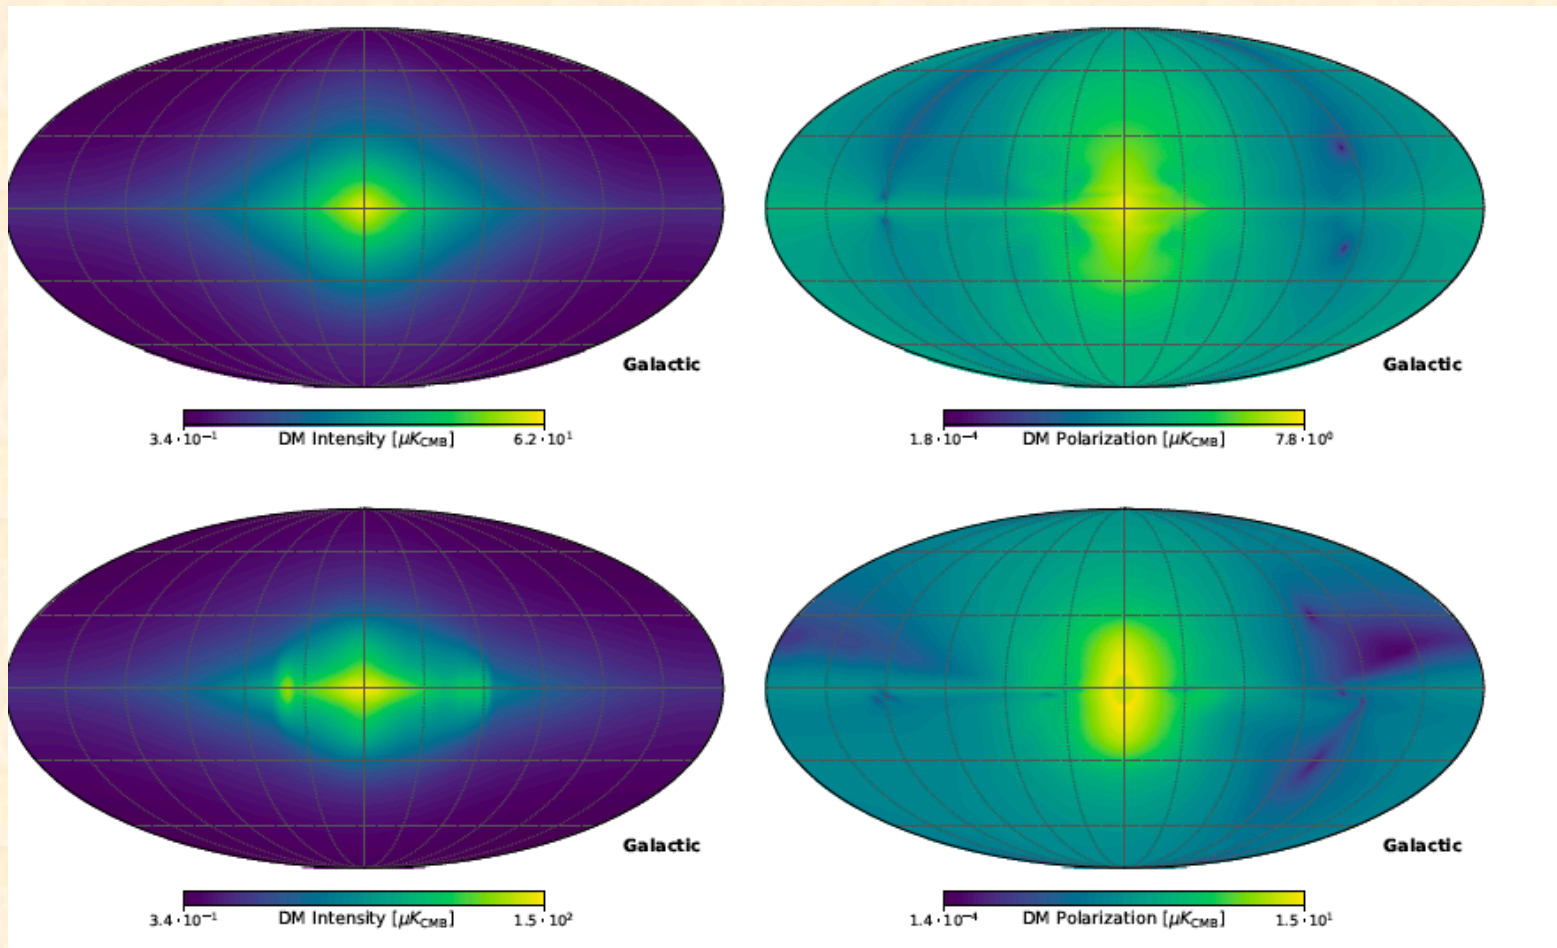 Galactic
3.4·10⁻¹ DM Intensity [μK_CMB] 6.2·10¹
Galactic
1.8·10⁻⁴ DM Polarization [μK_CMB] 7.8·10⁰
Galactic
3.4·10⁻¹ DM Intensity [μK_CMB] 1.5·10²
Galactic
1.4·10⁻⁴ DM Polarization [μK_CMB] 1.5·10¹